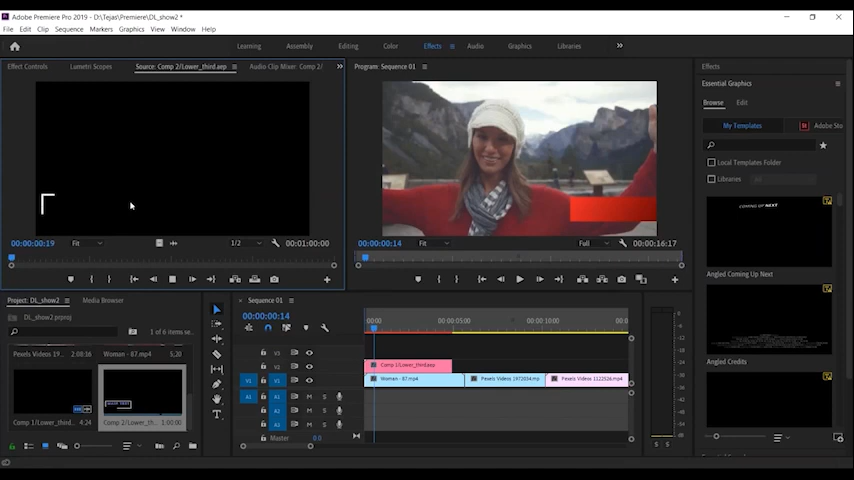 Adobe Premiere Pro 2019 - D:\Tejas\Premiere\DL_show2 *
File Edit Clip Sequence Markers Graphics View Window Help
Learning Assembly Editing Color Effects Audio Graphics Libraries
Effect Controls Lumetri Scopes Source: Comp 2/Lower_third.aep Audio Clip Mixer: Comp 2/
Program: Sequence 01
Effects
Essential Graphics
Browse Edit
My Templates Adobe Sto
Local Templates Folder
Libraries All
COMING UP NEXT
Angled Coming Up Next
Angled Credits
00:00:00:19 Fit 1/2 00:01:00:00
00:00:00:14 Fit Full 00:00:16:17
Project: DL_show2 Media Browser
DL_show2.prproj
1 of 6 items se...
Pexels Videos 19... 2:08:16 Woman - 87.mp4 5;20
Comp 1/Lower_third... 4:24 Comp 2/Lower_third... 1:00:00
Sequence 01
00:00:00:14
:00:00 00:00:05:00 00:00:10:00 00:0
V3
V2
V1 V1
A1 A1 M S
A2 M S
A3 M S
Master 0.0
Comp 1/Lower_third.aep
Woman - 87.mp4 Pexels Videos 1972034.mp Pexels Videos 1122526.mp4
S S